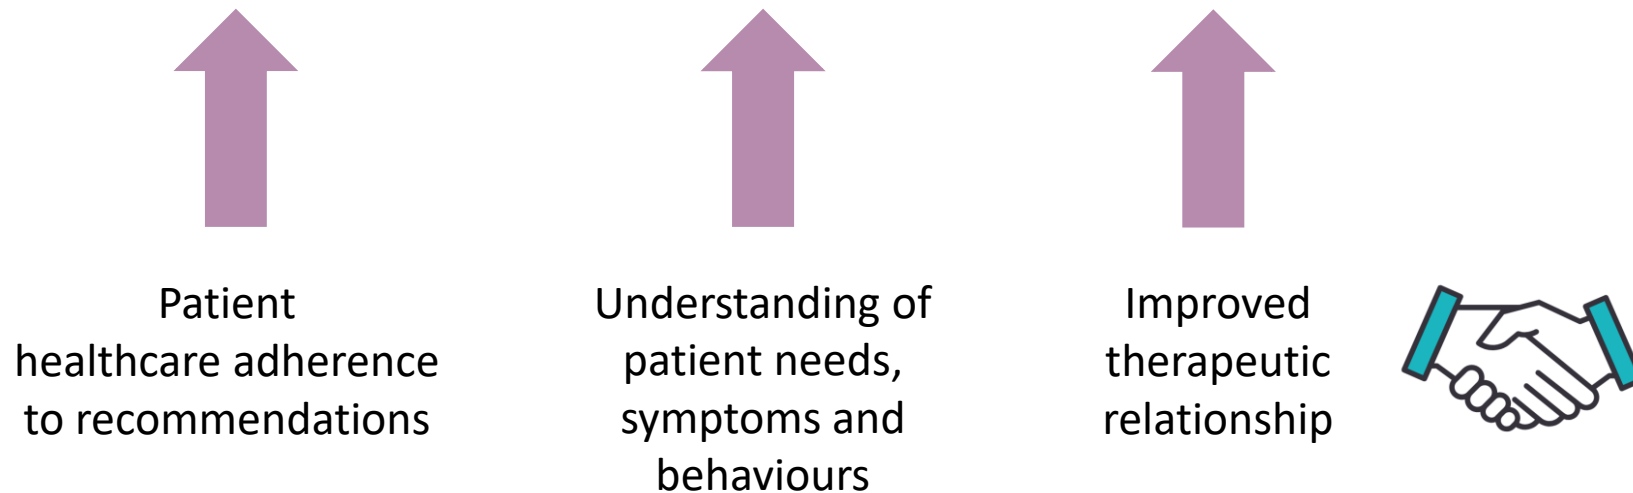 Patient
healthcare adherence
to recommendations
Understanding of
patient needs,
symptoms and
behaviours
Improved
therapeutic
relationship